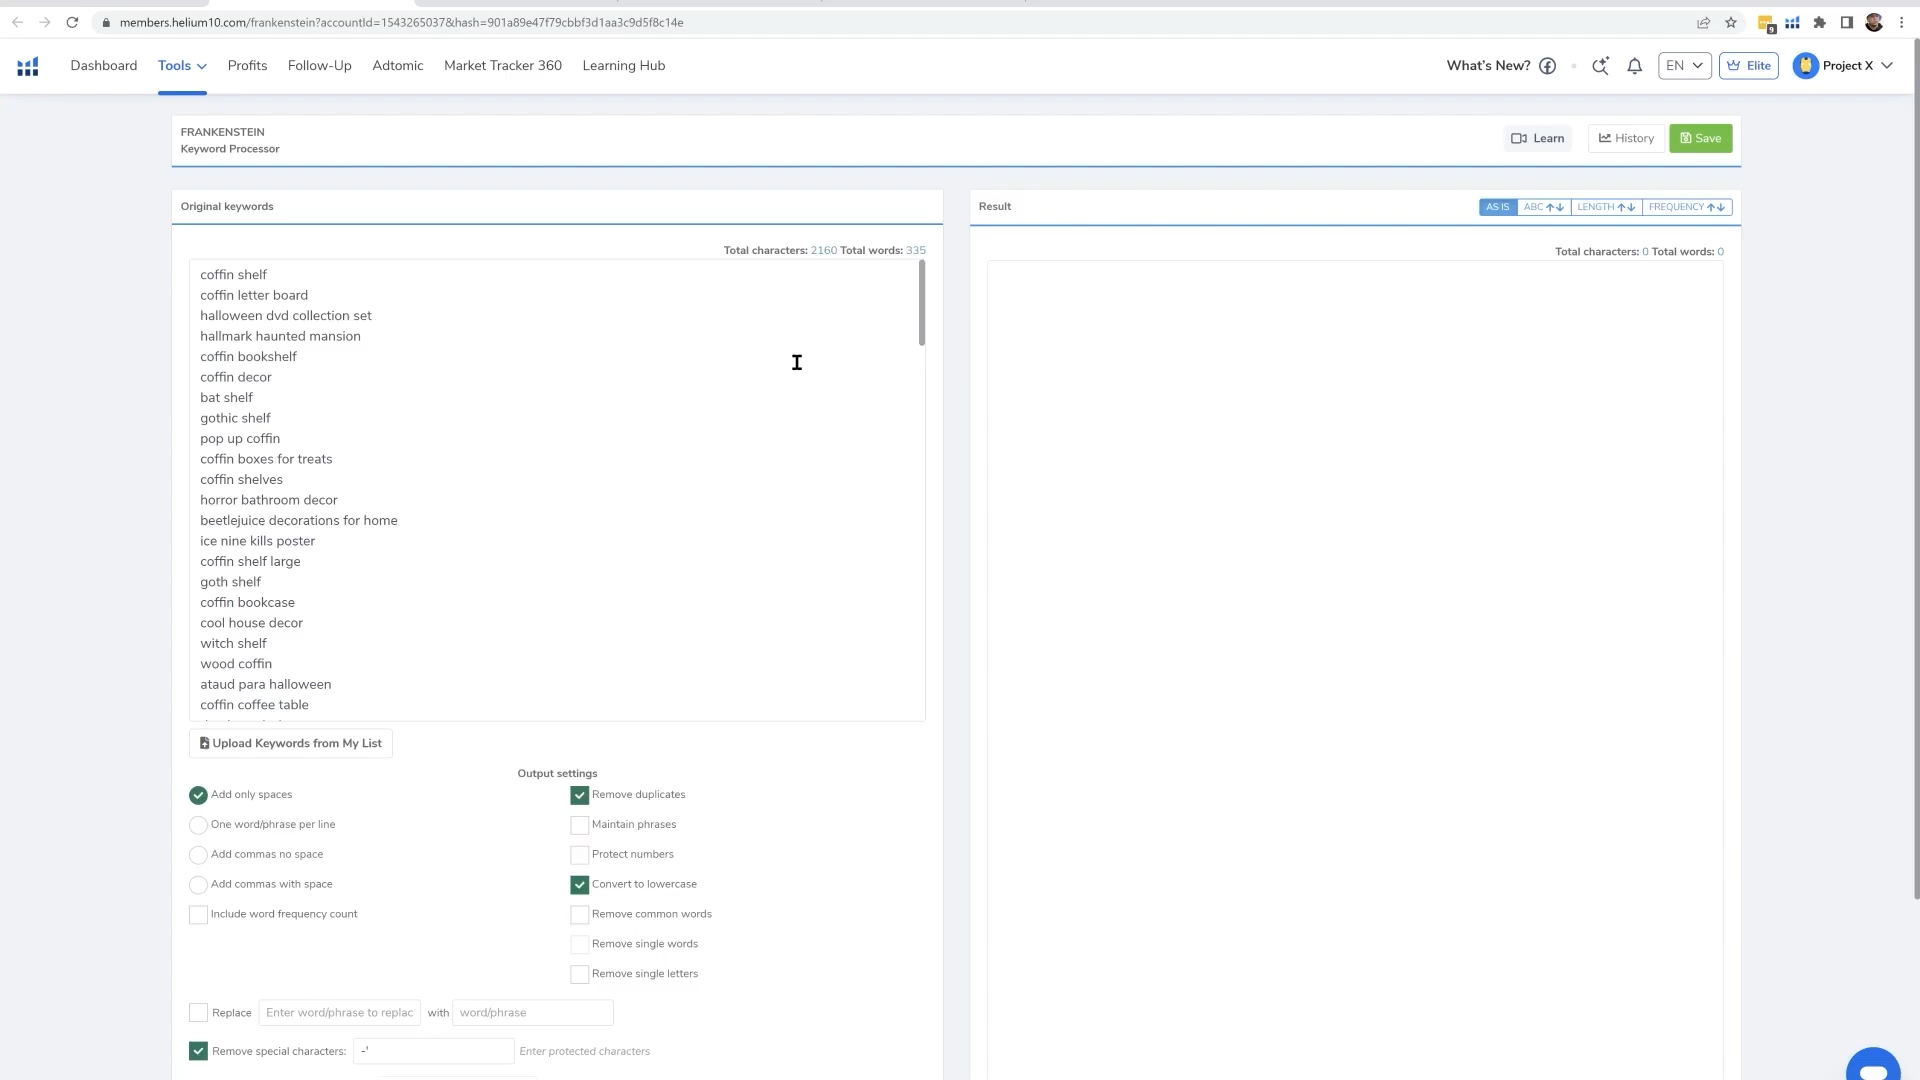 members.helium10.com/frankenstein?accountId=1543265037&hash=901a89e47f79cbbf3d1aa3c9d5f8c14e
9
Dashboard Tools Profits Follow-Up Adtomic Market Tracker 360 Learning Hub What's New? EN Elite Project X
FRANKENSTEIN
Keyword Processor
Learn History Save
Original keywords
Total characters: 2160 Total words: 335
coffin shelf
coffin letter board
halloween dvd collection set
hallmark haunted mansion
coffin bookshelf
coffin decor
bat shelf
gothic shelf
pop up coffin
coffin boxes for treats
coffin shelves
horror bathroom decor
beetlejuice decorations for home
ice nine kills poster
coffin shelf large
goth shelf
coffin bookcase
cool house decor
witch shelf
wood coffin
ataud para halloween
coffin coffee table
Upload Keywords from My List
Output settings
Add only spaces
One word/phrase per line
Add commas no space
Add commas with space
Include word frequency count
Remove duplicates
Maintain phrases
Protect numbers
Convert to lowercase
Remove common words
Remove single words
Remove single letters
Replace Enter word/phrase to replac with word/phrase
Remove special characters: -' Enter protected characters
Result AS IS ABC LENGTH FREQUENCY
Total characters: 0 Total words: 0